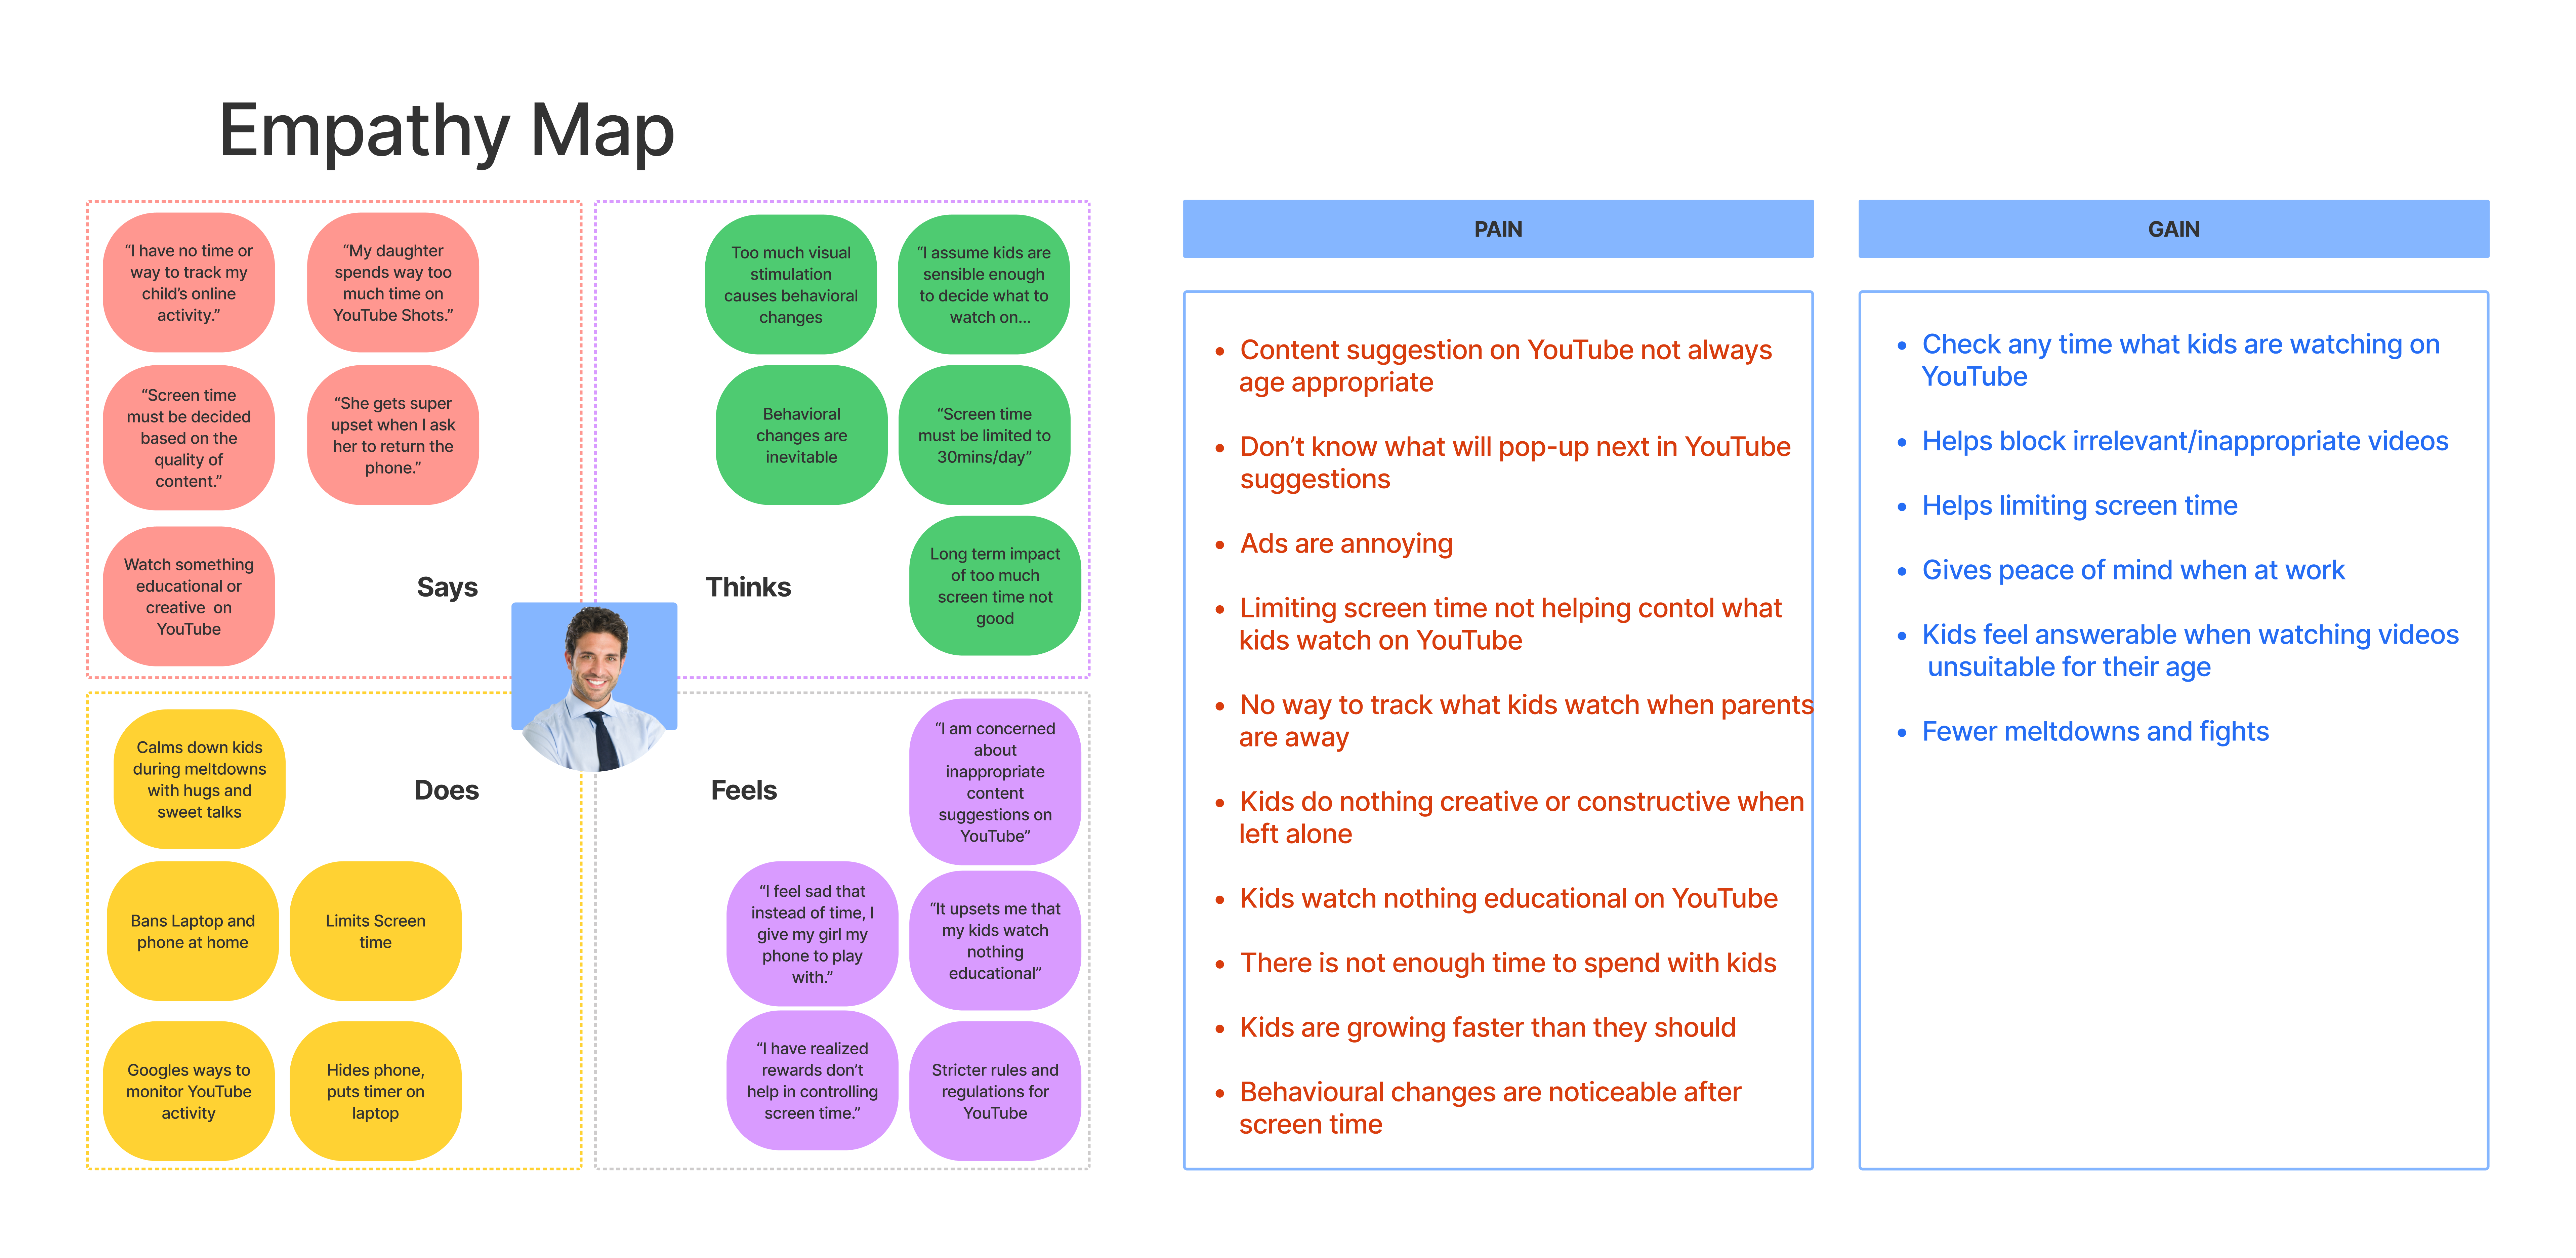 Empathy Map
“I have no time or
way to track my
child’s online
activity.”
“My daughter
spends way too
much time on
YouTube Shots.”
“Screen time
must be decided
based on the
quality of
content.”
“She gets super
upset when I ask
her to return the
phone.”
Watch something
educational or
creative on
YouTube
Says
Too much visual
stimulation
causes behavioral
changes
“I assume kids are
sensible enough
to decide what to
watch on...
Behavioral
changes are
inevitable
“Screen time
must be limited to
30mins/day”
Long term impact
of too much
screen time not
good
Thinks
Calms down kids
during meltdowns
with hugs and
sweet talks
Does
Bans Laptop and
phone at home
Limits Screen
time
Googles ways to
monitor YouTube
activity
Hides phone,
puts timer on
laptop
Feels
“I am concerned
about
inappropriate
content
suggestions on
YouTube”
“I feel sad that
instead of time, I
give my girl my
phone to play
with.”
“It upsets me that
my kids watch
nothing
educational”
“I have realized
rewards don’t
help in controlling
screen time.”
Stricter rules and
regulations for
YouTube
PAIN
• Content suggestion on YouTube not always
age appropriate
• Don’t know what will pop-up next in YouTube
suggestions
• Ads are annoying
• Limiting screen time not helping contol what
kids watch on YouTube
• No way to track what kids watch when parents
are away
• Kids do nothing creative or constructive when
left alone
• Kids watch nothing educational on YouTube
• There is not enough time to spend with kids
• Kids are growing faster than they should
• Behavioural changes are noticeable after
screen time
GAIN
• Check any time what kids are watching on
YouTube
• Helps block irrelevant/inappropriate videos
• Helps limiting screen time
• Gives peace of mind when at work
• Kids feel answerable when watching videos
unsuitable for their age
• Fewer meltdowns and fights